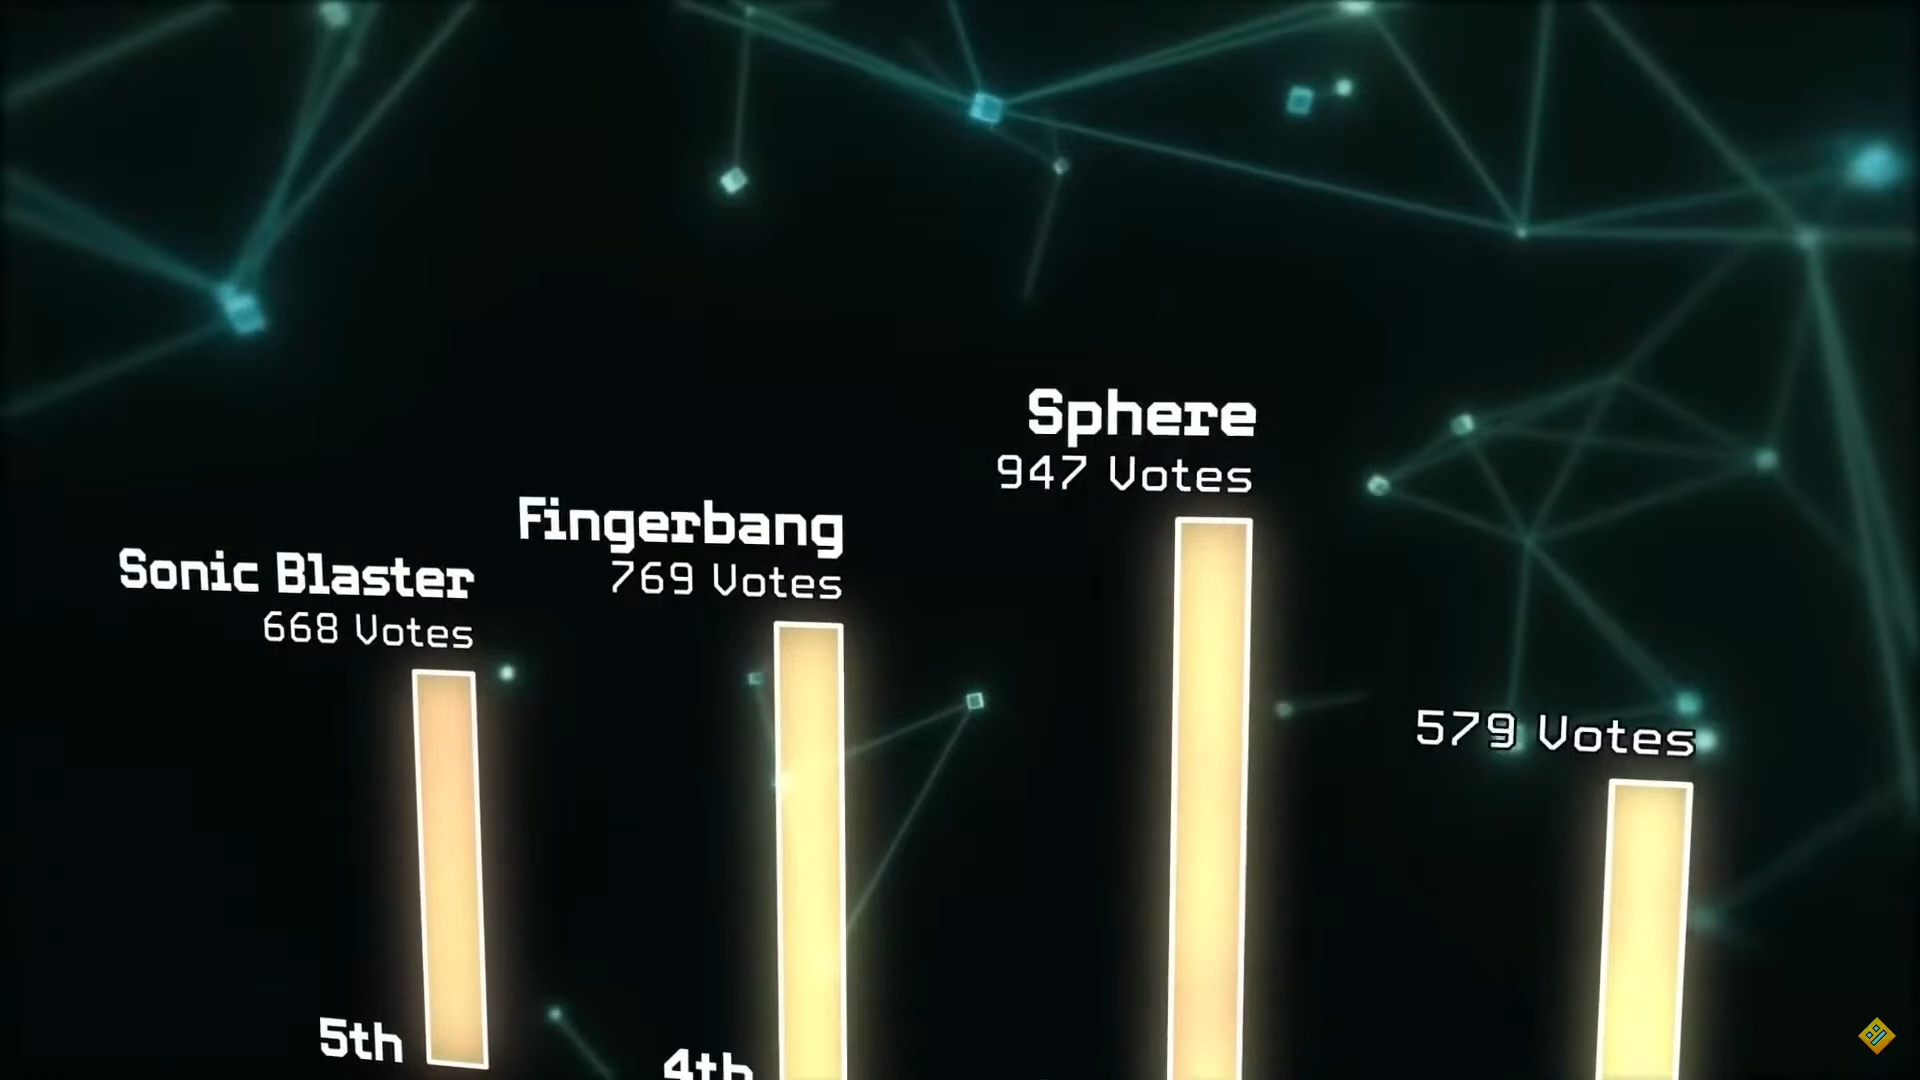 Sphere
947 Votes
Fingerbang
769 Votes
Sonic Blaster
668 Votes
579 Votes
5th
4th